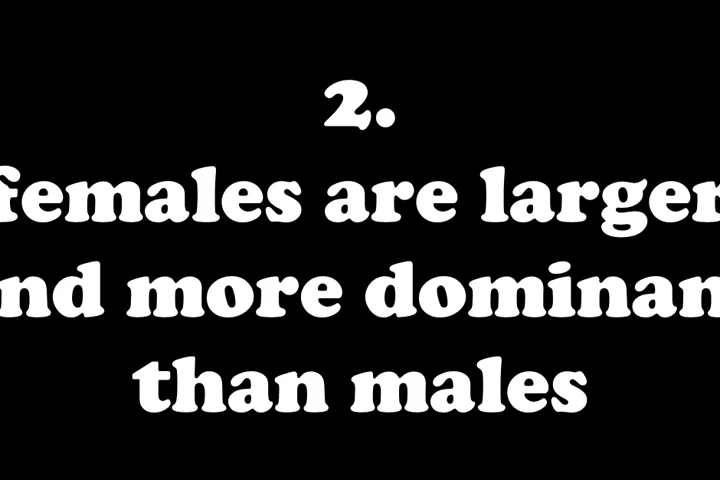 2.
females are larger
nd more dominan
than males